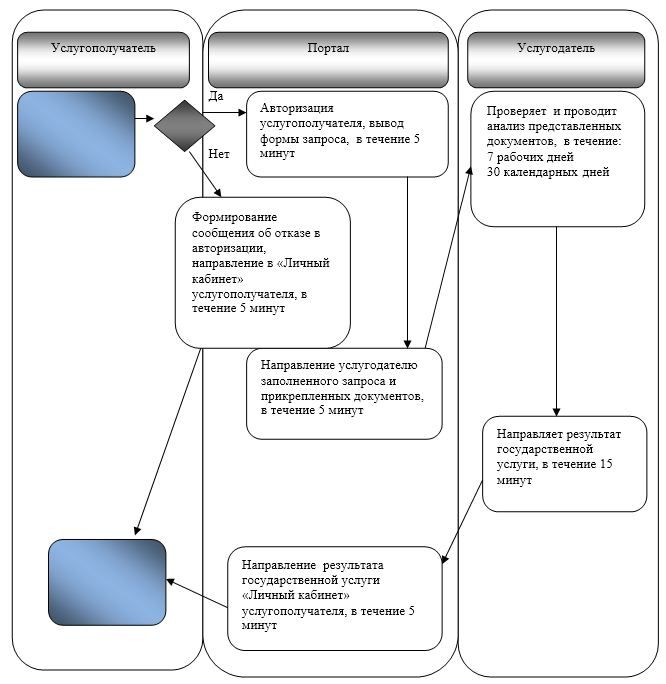 Услугополучатель
Портал
Услугодатель
Да
Авторизация
услугополучателя, вывод
формы запроса, в течение 5
минут
Проверяет и проводит
анализ представленных
документов, в течение:
7 рабочих дней
30 календарных дней
Нет
Формирование
сообщения об отказе в
авторизации,
направление в «Личный
кабинет»
услугополучателя, в
течение 5 минут
Направление услугодателю
заполненного запроса и
прикрепленных документов,
в течение 5 минут
Направляет результат
государственной
услуги, в течение 15
минут
Направление результата
государственной услуги
«Личный кабинет»
услугополучателя, в течение 5
минут